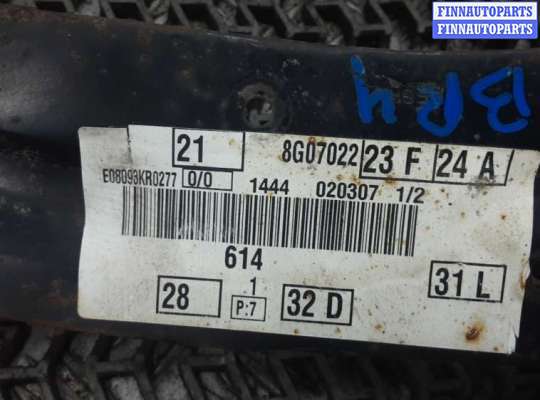 FINNAUTOPARTS
FINNAUTOPARTS
BP4
21 8G07022 23 F 24 A
E08093KR0277 0/0 1444 020307 1/2
614
28 1 P:7 32 D 31 L